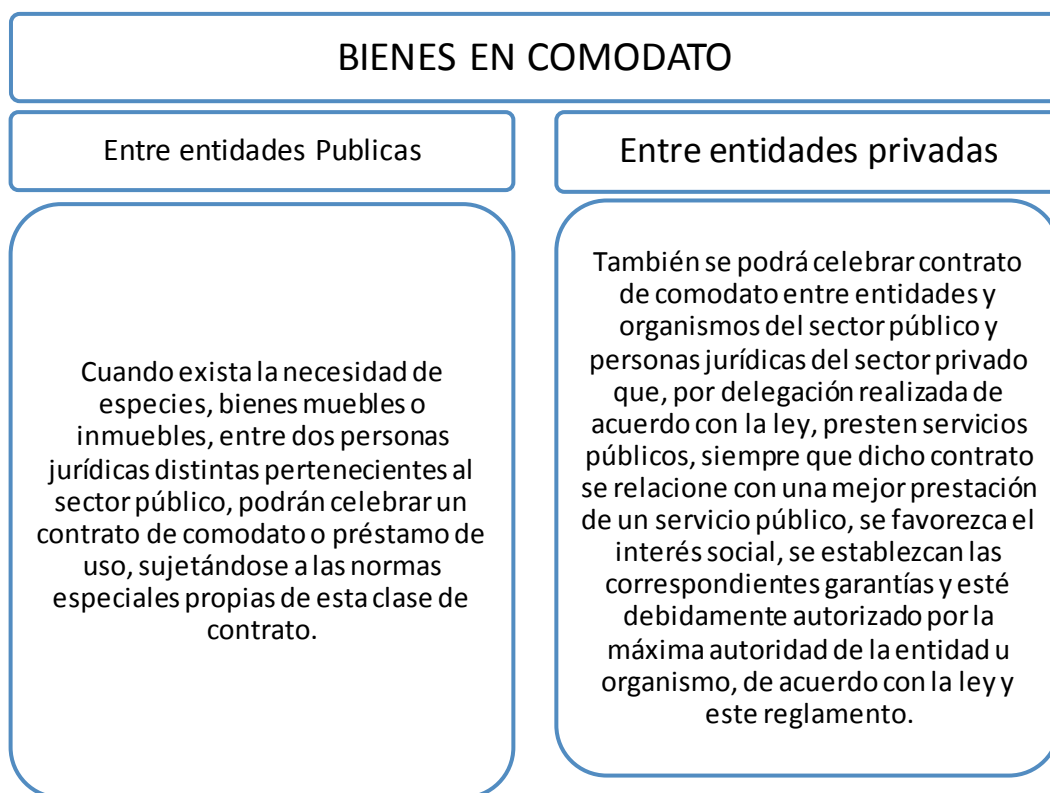 BIENES EN COMODATO
Entre entidades Publicas
Cuando exista la necesidad de
especies, bienes muebles o
inmuebles, entre dos personas
jurídicas distintas pertenecientes al
sector público, podrán celebrar un
contrato de comodato o préstamo de
uso, sujetándose a las normas
especiales propias de esta clase de
contrato.
Entre entidades privadas
También se podrá celebrar contrato
de comodato entre entidades y
organismos del sector público y
personas jurídicas del sector privado
que, por delegación realizada de
acuerdo con la ley, presten servicios
públicos, siempre que dicho contrato
se relacione con una mejor prestación
de un servicio público, se favorezca el
interés social, se establezcan las
correspondientes garantías y esté
debidamente autorizado por la
máxima autoridad de la entidad u
organismo, de acuerdo con la ley y
este reglamento.